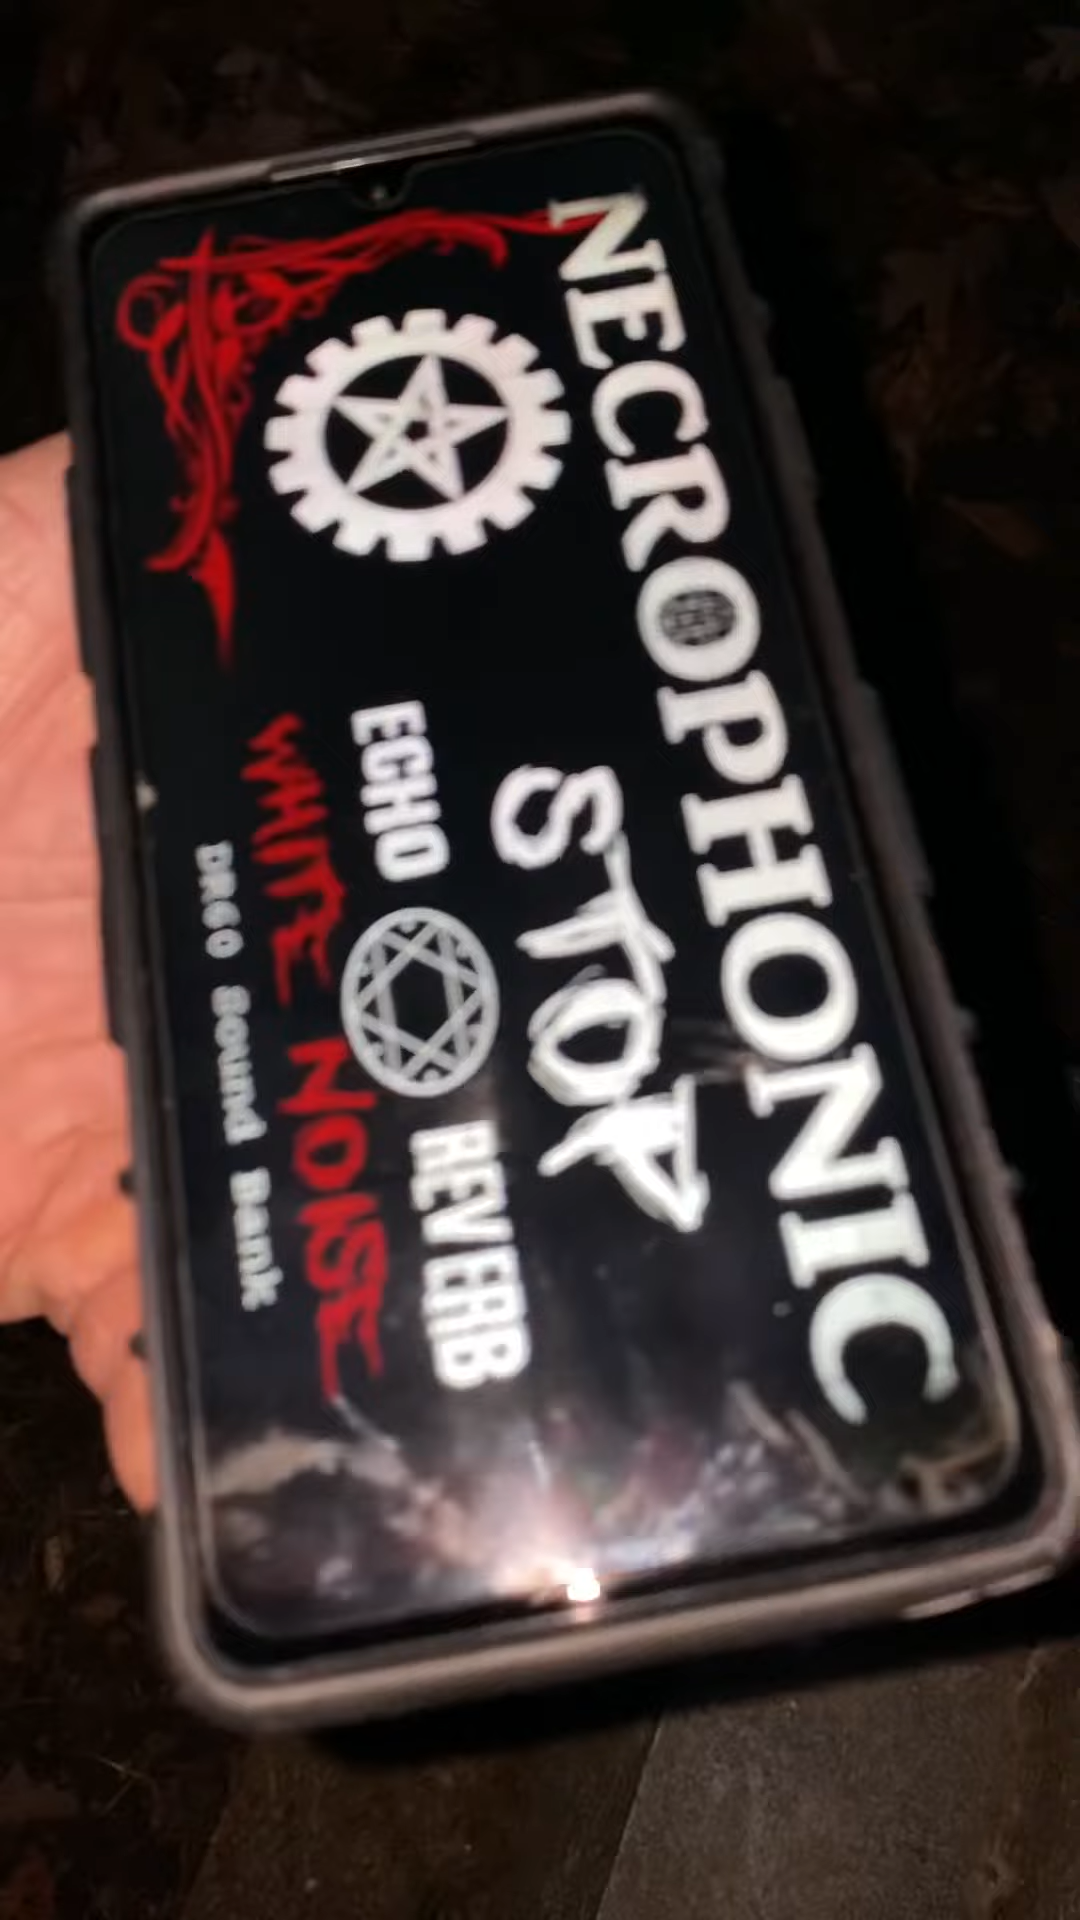 NECROPHONIC
STOP
ECHO
REVERB
WHITE NOISE
DR60 Sound Bank